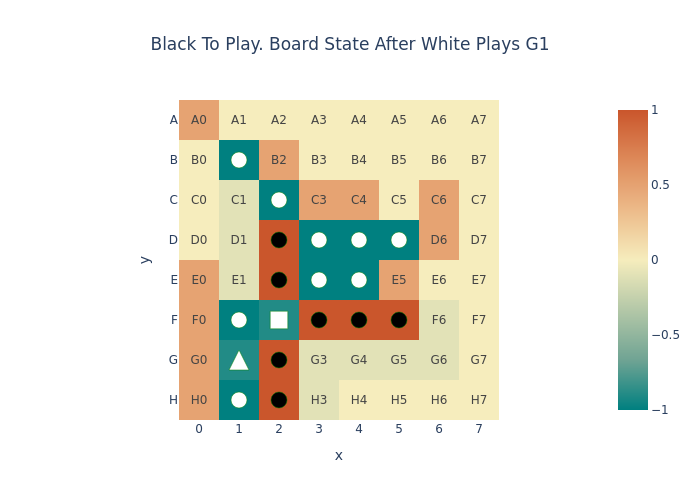 Black To Play. Board State After White Plays G1
A A0 A1 A2 A3 A4 A5 A6 A7
B B0 B2 B3 B4 B5 B6 B7
C C0 C1 C3 C4 C5 C6 C7
D D0 D1 D6 D7
E E0 E1 E5 E6 E7
F F0 F6 F7
G G0 G3 G4 G5 G6 G7
H H0 H3 H4 H5 H6 H7
0 1 2 3 4 5 6 7
x
y
1
0.5
0
−0.5
−1